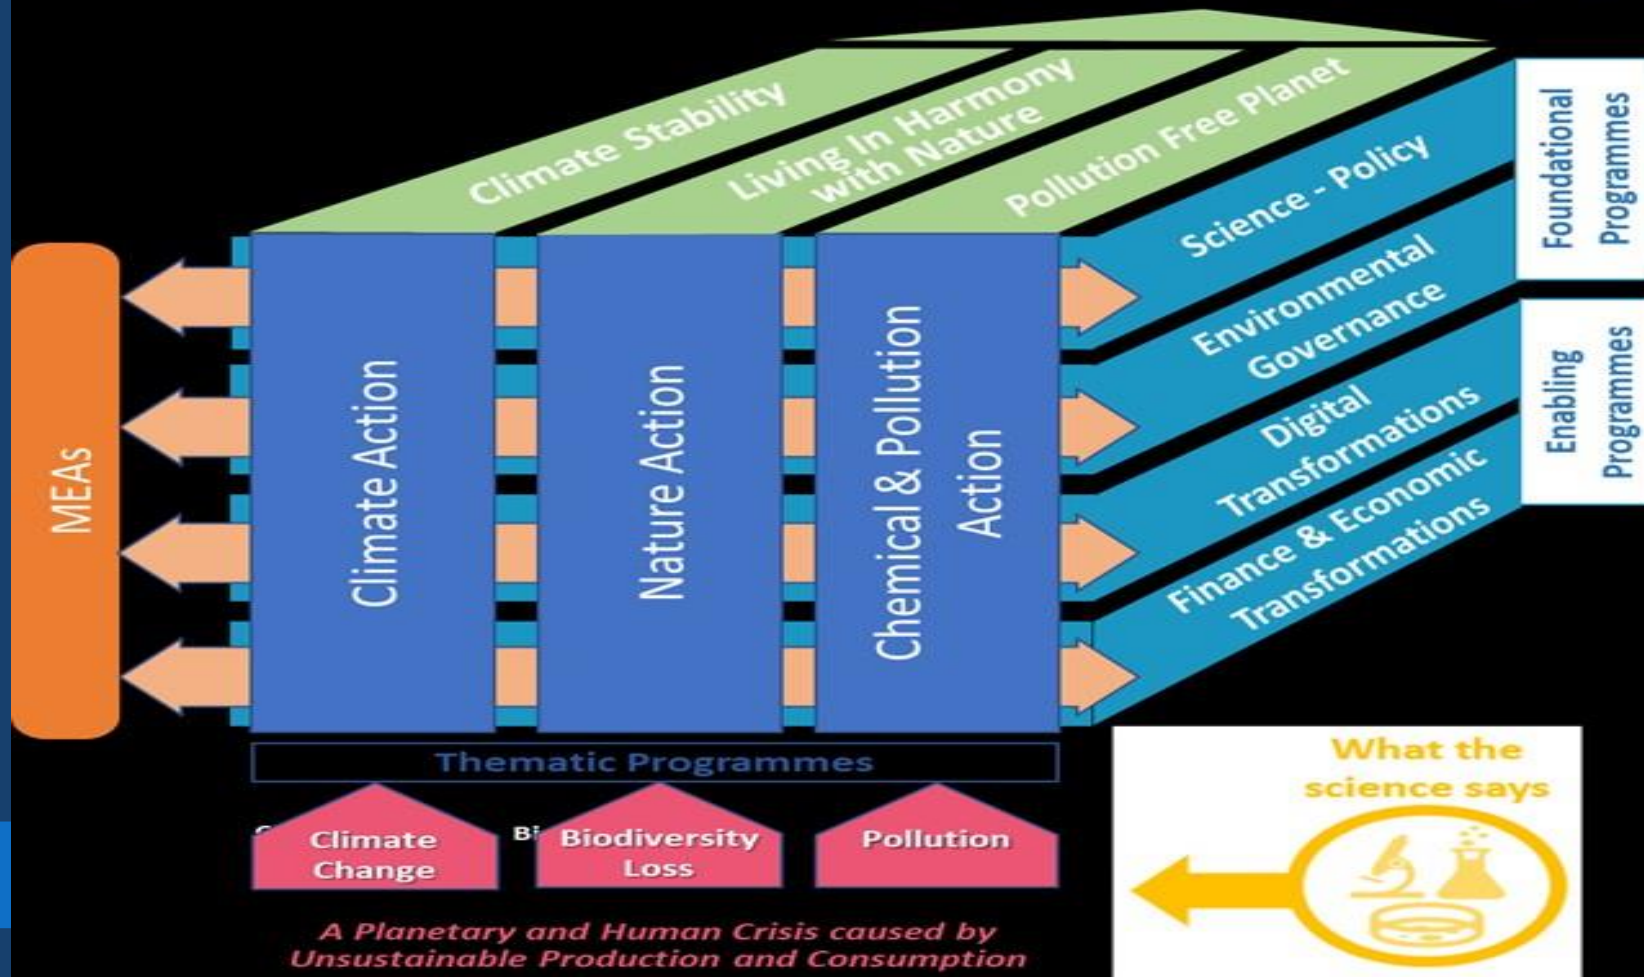 Climate Stability
Living In Harmony
with Nature
Pollution Free Planet
Science - Policy
Environmental
Governance
Digital
Transformations
Finance & Economic
Transformations
Foundational
Programmes
Enabling
Programmes
MEAs
Climate Action
Nature Action
Chemical & Pollution
Action
Thematic Programmes
Climate
Change
Biodiversity
Loss
Pollution
A Planetary and Human Crisis caused by
Unsustainable Production and Consumption
What the
science says